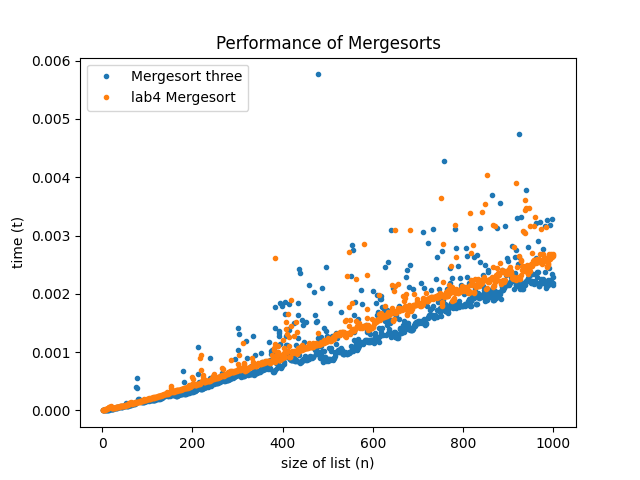 Performance of Mergesorts
0.006
0.005
0.004
0.003
0.002
0.001
0.000
time (t)
Mergesort three
lab4 Mergesort
0 200 400 600 800 1000
size of list (n)